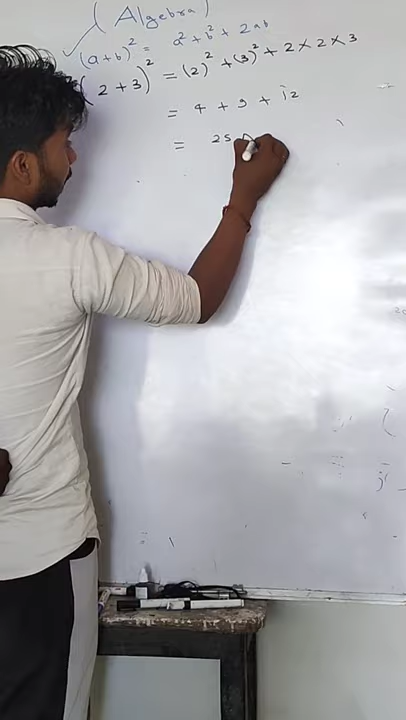 (Algebra)
(a+b)² = a² + b² + 2ab
(2+3)² = (2)² + (3)² + 2×2×3
= 4 + 9 + 12
= 25